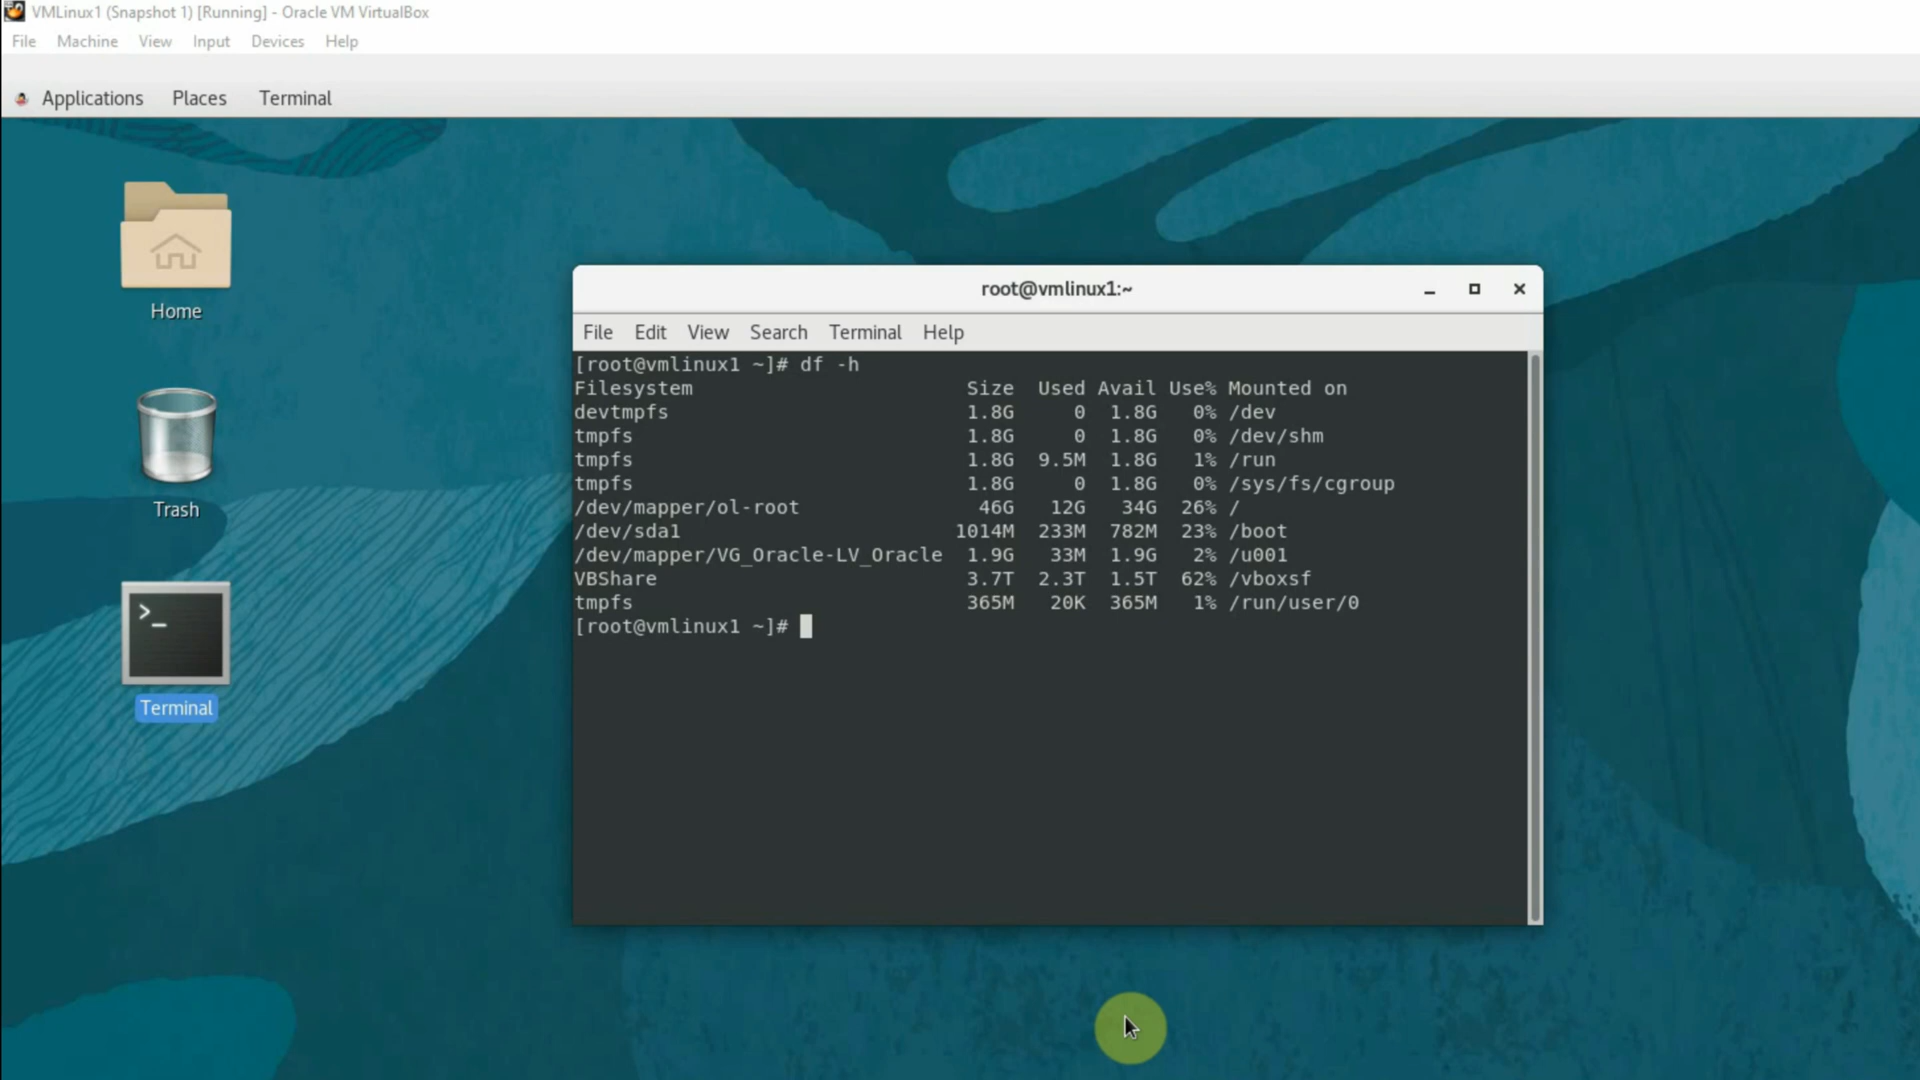 VMLinux1 (Snapshot 1) [Running] - Oracle VM VirtualBox
File Machine View Input Devices Help
Applications Places Terminal
Home
Trash
>_
Terminal
root@vmlinux1:~
File Edit View Search Terminal Help
[root@vmlinux1 ~]# df -h
Filesystem Size Used Avail Use% Mounted on
devtmpfs 1.8G 0 1.8G 0% /dev
tmpfs 1.8G 0 1.8G 0% /dev/shm
tmpfs 1.8G 9.5M 1.8G 1% /run
tmpfs 1.8G 0 1.8G 0% /sys/fs/cgroup
/dev/mapper/ol-root 46G 12G 34G 26% /
/dev/sda1 1014M 233M 782M 23% /boot
/dev/mapper/VG_Oracle-LV_Oracle 1.9G 33M 1.9G 2% /u001
VBShare 3.7T 2.3T 1.5T 62% /vboxsf
tmpfs 365M 20K 365M 1% /run/user/0
[root@vmlinux1 ~]#